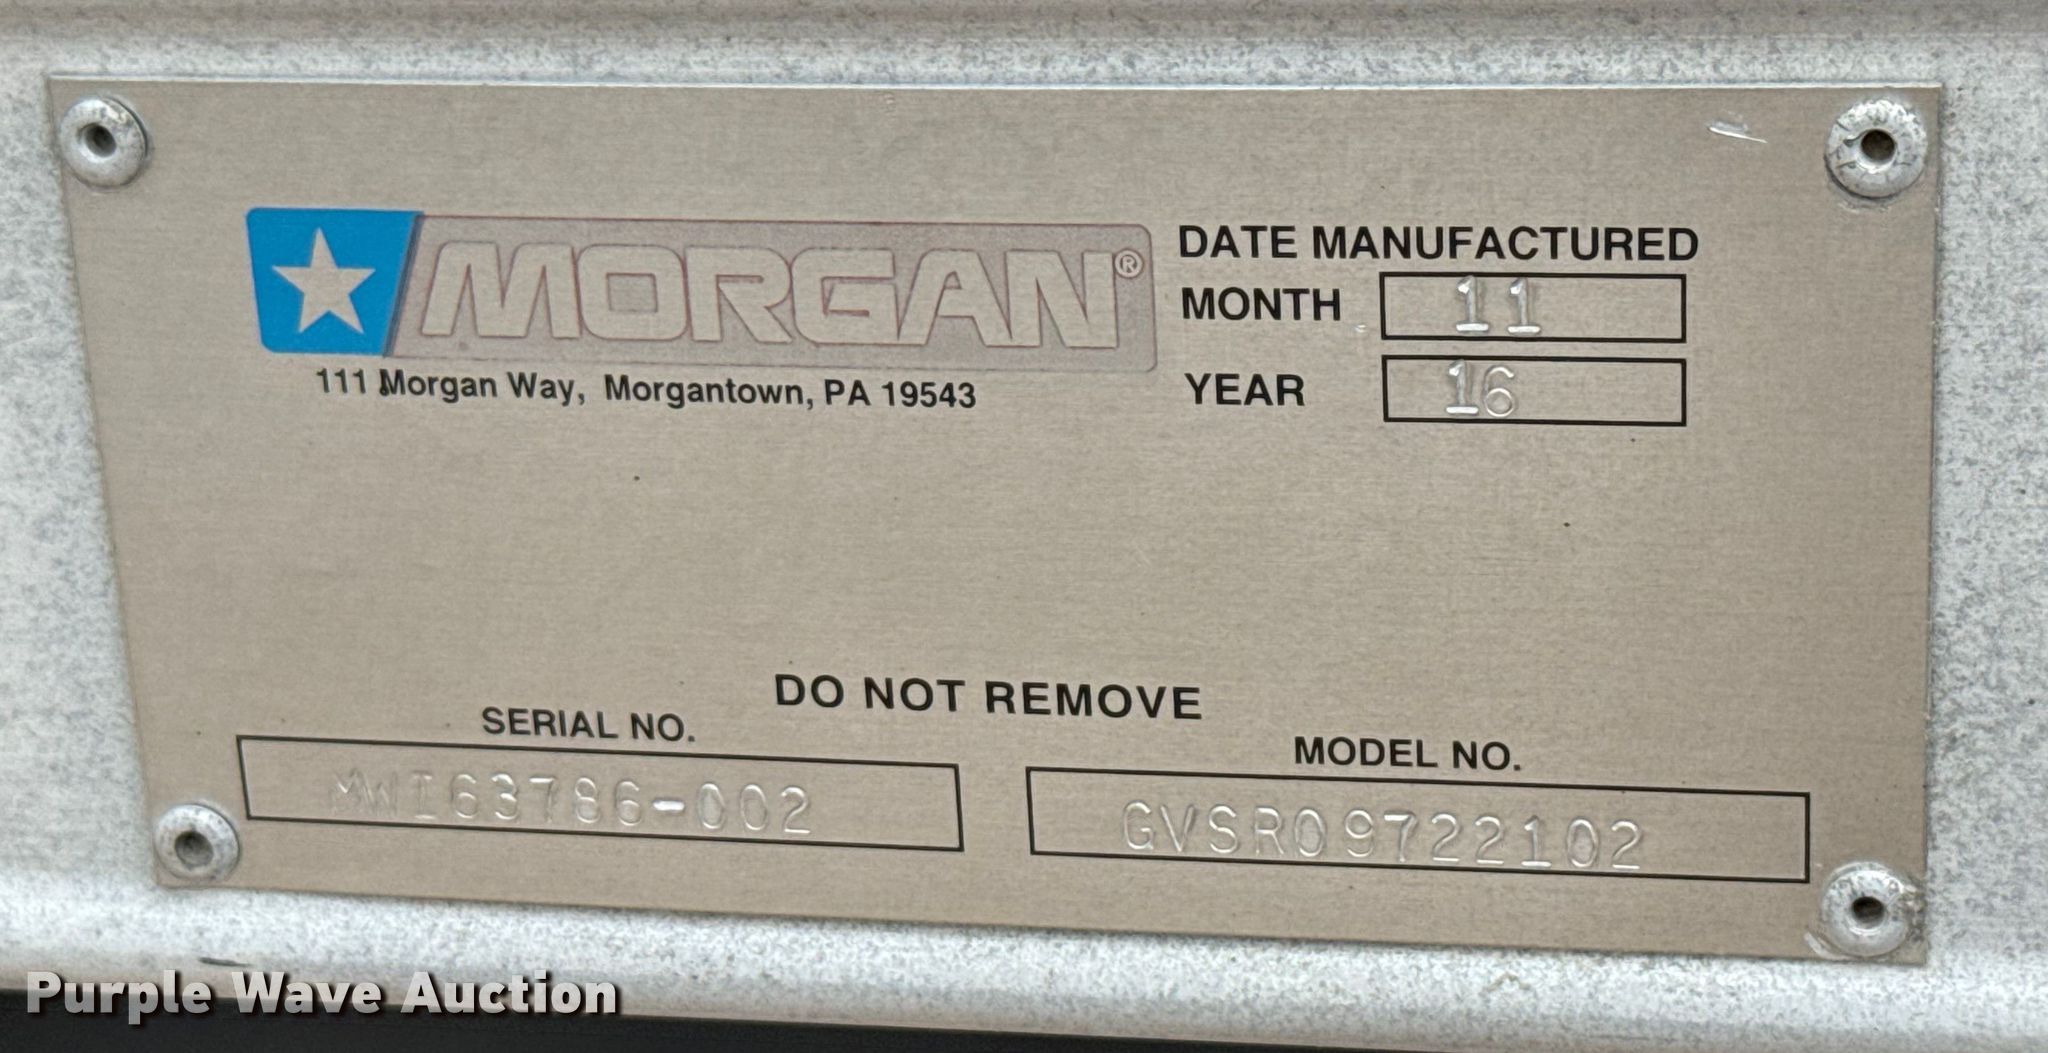 MORGAN®
111 Morgan Way, Morgantown, PA 19543
DATE MANUFACTURED
MONTH 11
YEAR 16
DO NOT REMOVE
SERIAL NO.
MWI63786-002
MODEL NO.
GVSR09722102
Purple Wave Auction